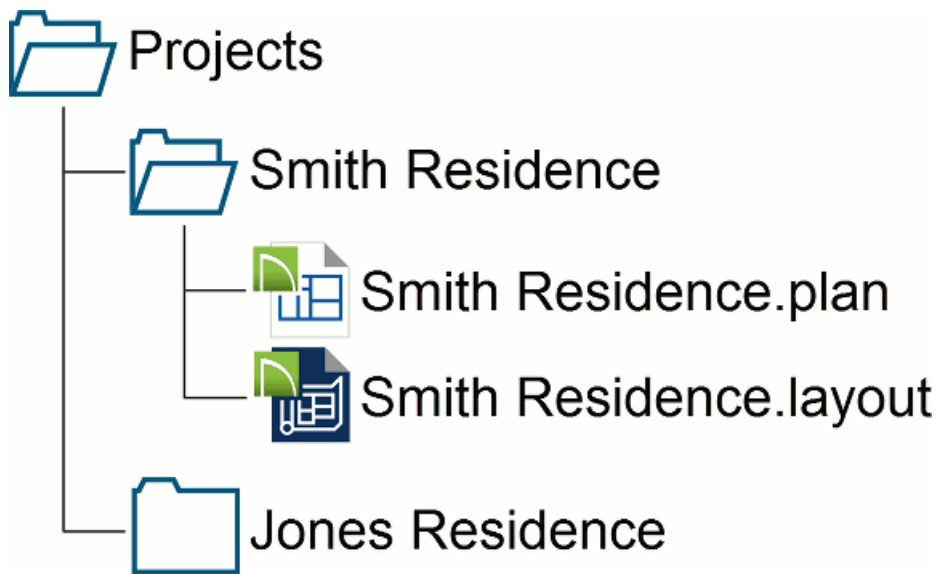 Projects
Smith Residence
Smith Residence.plan
Smith Residence.layout
Jones Residence